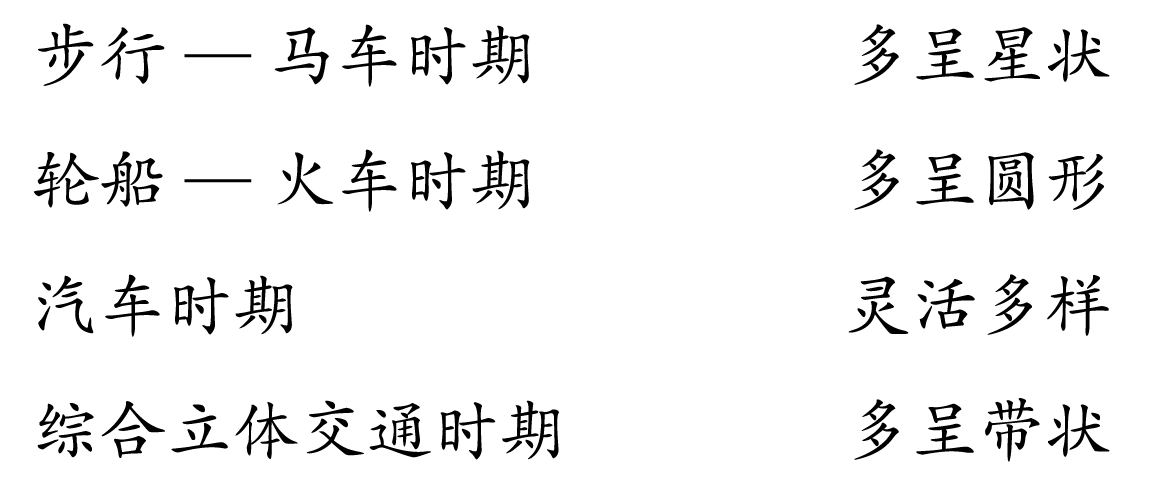 步行 — 马车时期 多呈星状
轮船 — 火车时期 多呈圆形
汽车时期 灵活多样
综合立体交通时期 多呈带状